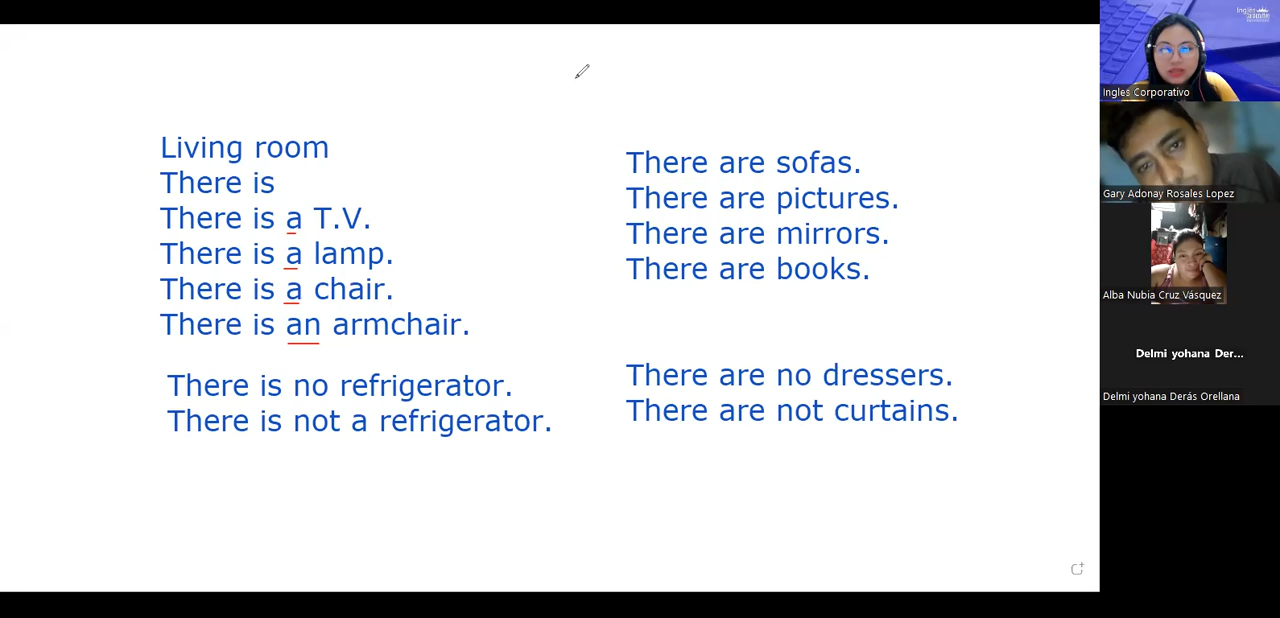 Living room
There is
There is a T.V.
There is a lamp.
There is a chair.
There is an armchair.
There is no refrigerator.
There is not a refrigerator.
There are sofas.
There are pictures.
There are mirrors.
There are books.
There are no dressers.
There are not curtains.
Ingles Corporativo
Gary Adonay Rosales Lopez
Alba Nubia Cruz Vásquez
Delmi yohana Der...
Delmi yohana Derás Orellana